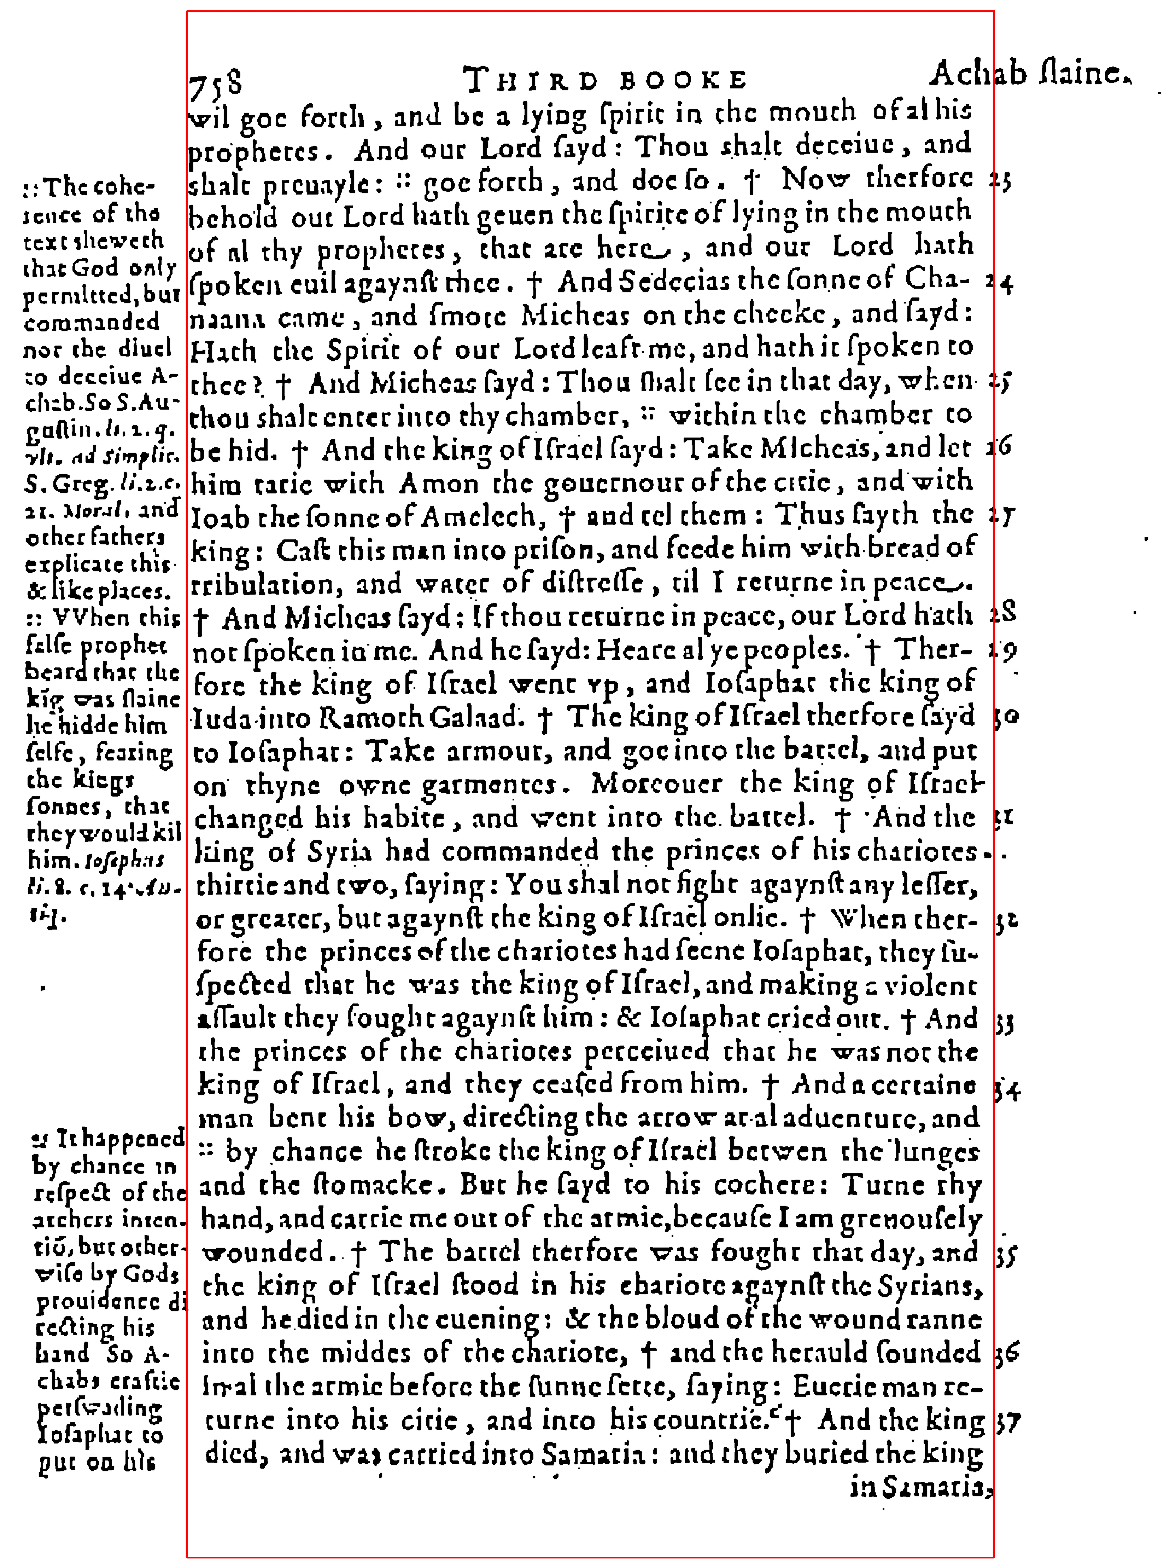 758 THIRD BOOKE Achab ſlaine.
wil goe forth, and be a lying ſpirit in the mouth of al his
prophetes. And our Lord ſayd: Thou shalt deceiue, and
shalt preuayle: :: goe forth, and doe ſo. † Now therfore 23
behold our Lord hath geuen the ſpirite of lying in the mouth
of al thy prophetes, that are here, and our Lord hath
ſpoken euil agaynſt thee. † And Sedecias the ſonne of Cha- 24
naana came, and ſmote Micheas on the cheeke, and ſayd:
Hath the Spirit of our Lord leaft me, and hath it ſpoken to
thee? † And Micheas ſayd: Thou ſhalt ſee in that day, when 25
thou shalt enter into thy chamber, :: within the chamber to
be hid. † And the king of Iſrael ſayd: Take Micheas, and let 26
him tarie with Amon the gouernour of the citie, and with
Ioab the ſonne of Amelech, † and tel them: Thus ſayth the 27
king: Caſt this man into priſon, and feede him with bread of
tribulation, and water of diſtreſſe, til I returne in peace.
† And Micheas ſayd: If thou returne in peace, our Lord hath 28
not ſpoken in me. And he ſayd: Heare al ye peoples. † Ther- 29
fore the king of Iſrael went vp, and Ioſaphat the king of
Iuda into Ramoth Galaad. † The king of Iſrael therfore ſayd 30
to Ioſaphat: Take armour, and goe into the battel, and put
on thyne owne garmentes. Moreouer the king of Iſrael
changed his habite, and went into the battel. † And the 31
king of Syria had commanded the princes of his chariotes
thirtie and two, ſaying: You shal not fight agaynſt any leſſer,
or greater, but agaynſt the king of Iſrael onlie. † When ther- 32
fore the princes of the chariotes had ſeene Ioſaphat, they ſu-
ſpected that he was the king of Iſrael, and making a violent
aſſault they fought agaynſt him: & Ioſaphat cried out. † And 33
the princes of the chariotes perceiued that he was not the
king of Iſrael, and they ceaſed from him. † And a certaine 34
man bent his bow, directing the arrow at al aduenture, and
:: by chance he ſtroke the king of Iſrael betwen the lunges
and the ſtomacke. But he ſayd to his cochere: Turne thy
hand, and carrie me out of the armie, becauſe I am greuouſely
wounded. † The battel therfore was fought that day, and 35
the king of Iſrael ſtood in his chariote agaynſt the Syrians,
and he died in the euening: & the bloud of the wound ranne
into the middes of the chariote, † and the herauld ſounded 36
in al the armie before the ſunne ſette, ſaying: Euerie man re-
turne into his citie, and into his countrie. † And the king 37
died, and was carried into Samaria: and they buried the king
in Samaria,
:: The cohe-
rence of the
text sheweth
that God only
permitted, but
commanded
not the diuel
to deceiue A-
chab. So S. Au-
guſtin. li. 2. q.
vlt. ad Simplic.
S. Greg. li. 2. c.
21. Moral. and
other fathers
explicate this
& like places.
:: VVhen this
falſe prophet
heard that the
kīg was ſlaine
he hidde him
ſelfe, fearing
the kings
ſonnes, that
they would kil
him. Ioſephus
li. 8. c. 14. Au-
tiq.
:: It happened
by chance in
reſpect of the
archers inten-
tiō, but other-
wiſe by Gods
prouidence di
recting his
hand So A-
chabs craftie
perſwading
Ioſaphat to
put on his